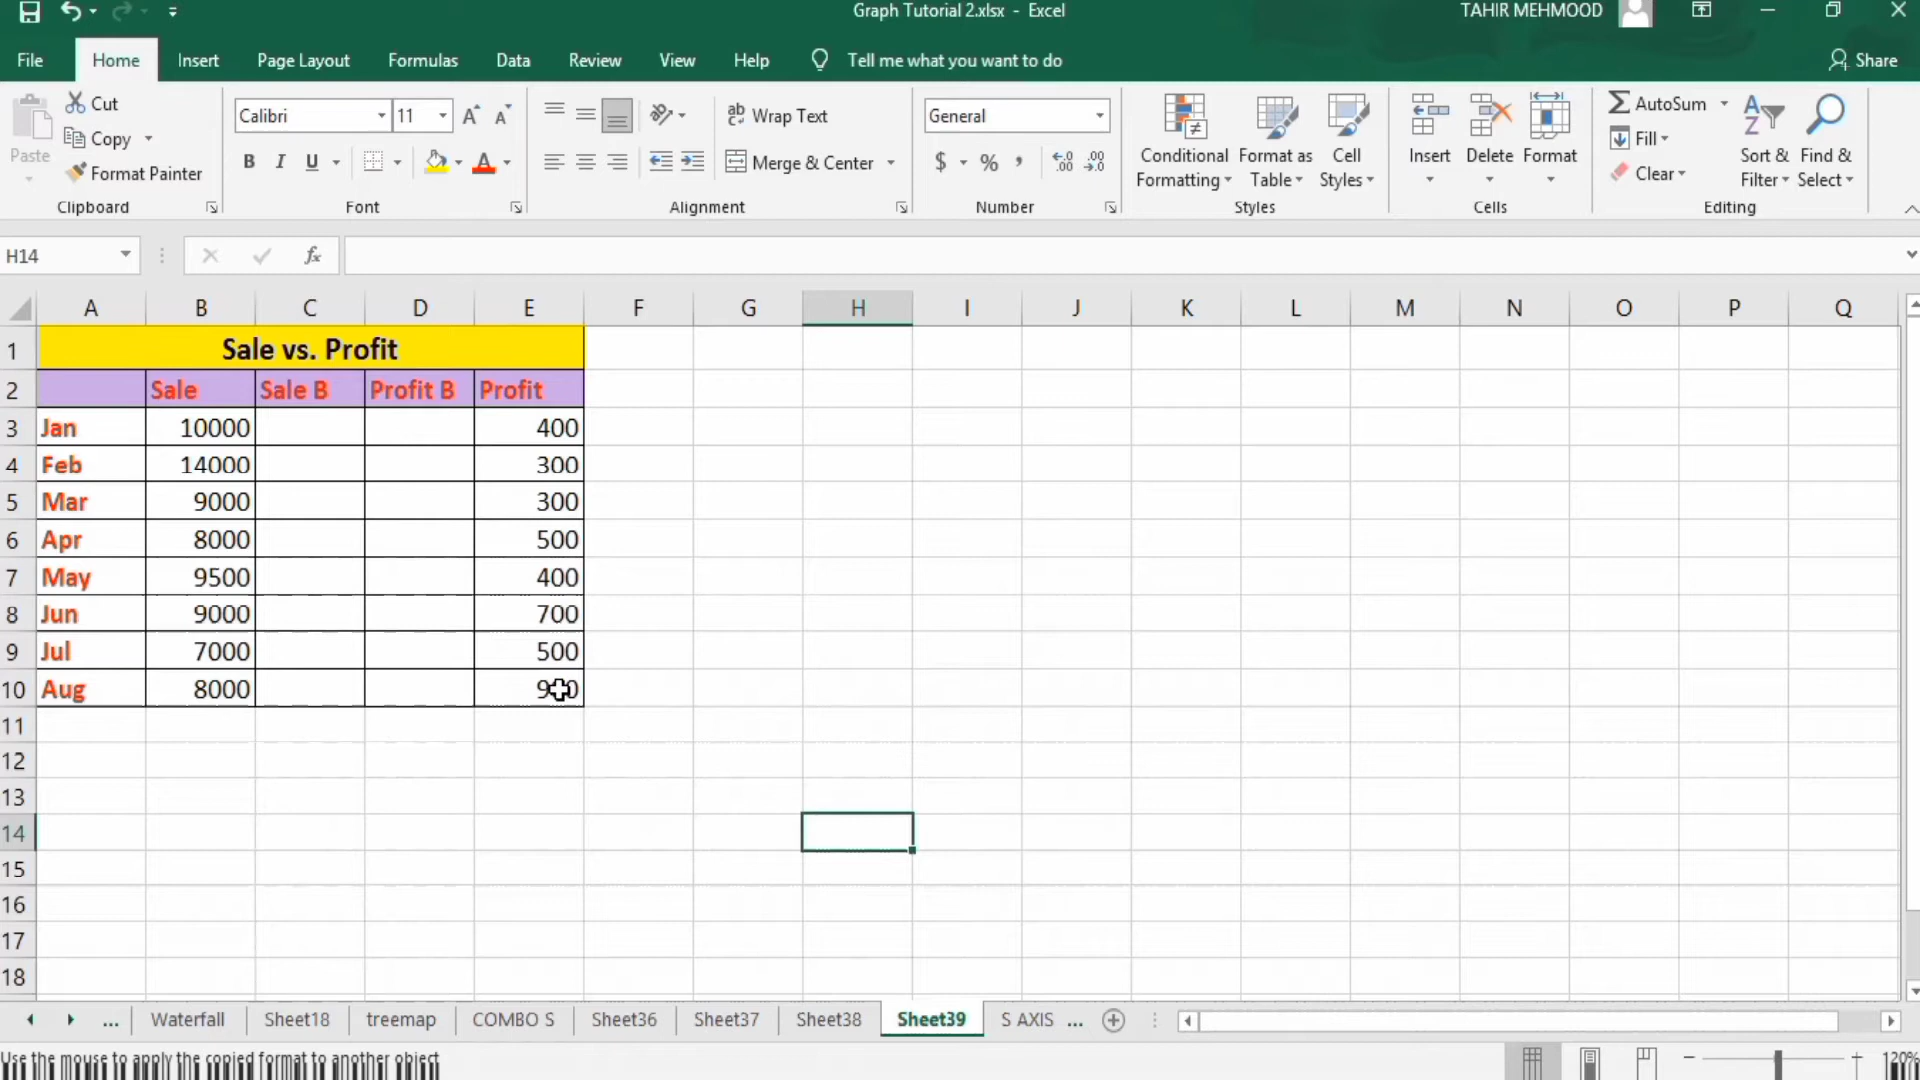 Graph Tutorial 2.xlsx - Excel
TAHIR MEHMOOD
File Home Insert Page Layout Formulas Data Review View Help Tell me what you want to do Share
Paste
Cut
Copy
Format Painter
Clipboard
Calibri 11
B I U
Font
Wrap Text
Merge & Center
Alignment
General
$ % ,
Number
Conditional Formatting
Format as Table
Cell Styles
Styles
Insert Delete Format
Cells
AutoSum
Fill
Clear
Sort & Filter
Find & Select
Editing
H14 fx
A B C D E F G H I J K L M N O P Q
1 Sale vs. Profit
2 Sale Sale B Profit B Profit
3 Jan 10000 400
4 Feb 14000 300
5 Mar 9000 300
6 Apr 8000 500
7 May 9500 400
8 Jun 9000 700
9 Jul 7000 500
10 Aug 8000
11
12
13
14
15
16
17
18
... Waterfall Sheet18 treemap COMBO S Sheet36 Sheet37 Sheet38 Sheet39 S AXIS ...
Use the mouse to apply the copied format to another object
120%